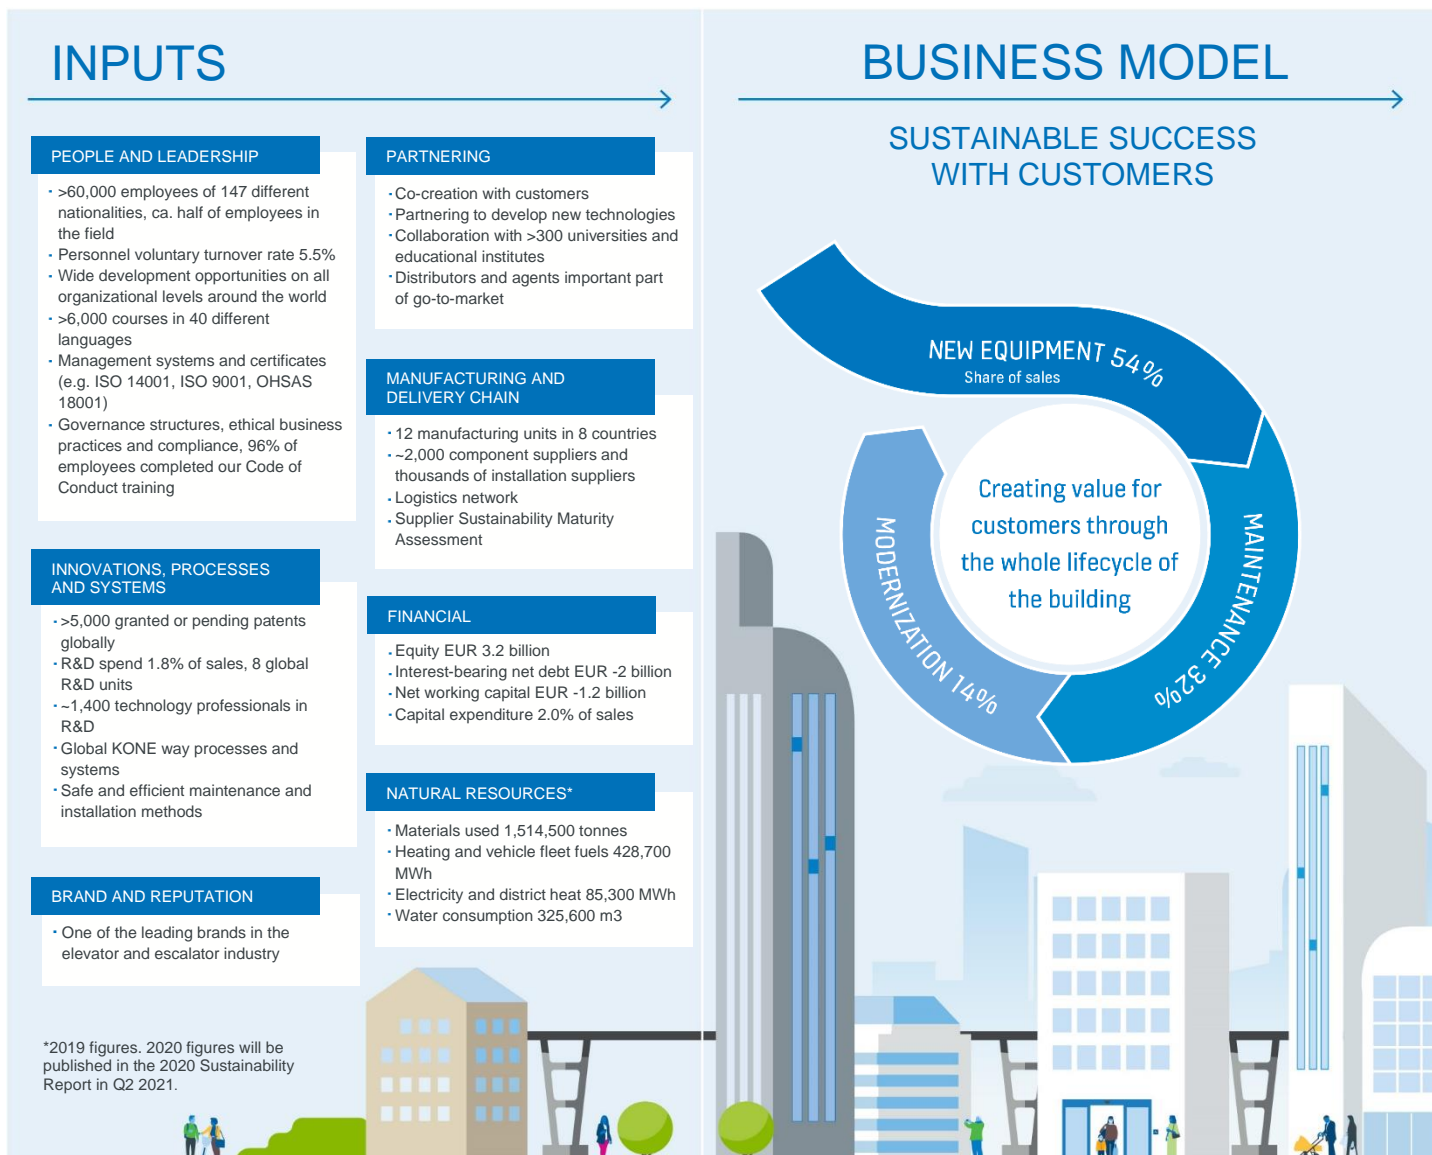 INPUTS
PEOPLE AND LEADERSHIP
· >60,000 employees of 147 different
nationalities, ca. half of employees in
the field
· Personnel voluntary turnover rate 5.5%
· Wide development opportunities on all
organizational levels around the world
· >6,000 courses in 40 different
languages
· Management systems and certificates
(e.g. ISO 14001, ISO 9001, OHSAS
18001)
· Governance structures, ethical business
practices and compliance, 96% of
employees completed our Code of
Conduct training
INNOVATIONS, PROCESSES
AND SYSTEMS
· >5,000 granted or pending patents
globally
· R&D spend 1.8% of sales, 8 global
R&D units
· ~1,400 technology professionals in
R&D
· Global KONE way processes and
systems
· Safe and efficient maintenance and
installation methods
BRAND AND REPUTATION
· One of the leading brands in the
elevator and escalator industry
*2019 figures. 2020 figures will be
published in the 2020 Sustainability
Report in Q2 2021.
PARTNERING
· Co-creation with customers
· Partnering to develop new technologies
· Collaboration with >300 universities and
educational institutes
· Distributors and agents important part
of go-to-market
MANUFACTURING AND
DELIVERY CHAIN
· 12 manufacturing units in 8 countries
· ~2,000 component suppliers and
thousands of installation suppliers
· Logistics network
· Supplier Sustainability Maturity
Assessment
FINANCIAL
· Equity EUR 3.2 billion
· Interest-bearing net debt EUR -2 billion
· Net working capital EUR -1.2 billion
· Capital expenditure 2.0% of sales
NATURAL RESOURCES*
· Materials used 1,514,500 tonnes
· Heating and vehicle fleet fuels 428,700
MWh
· Electricity and district heat 85,300 MWh
· Water consumption 325,600 m3
BUSINESS MODEL
SUSTAINABLE SUCCESS
WITH CUSTOMERS
NEW EQUIPMENT 54%
Share of sales
MAINTENANCE 32%
MODERNIZATION 14%
Creating value for
customers through
the whole lifecycle of
the building